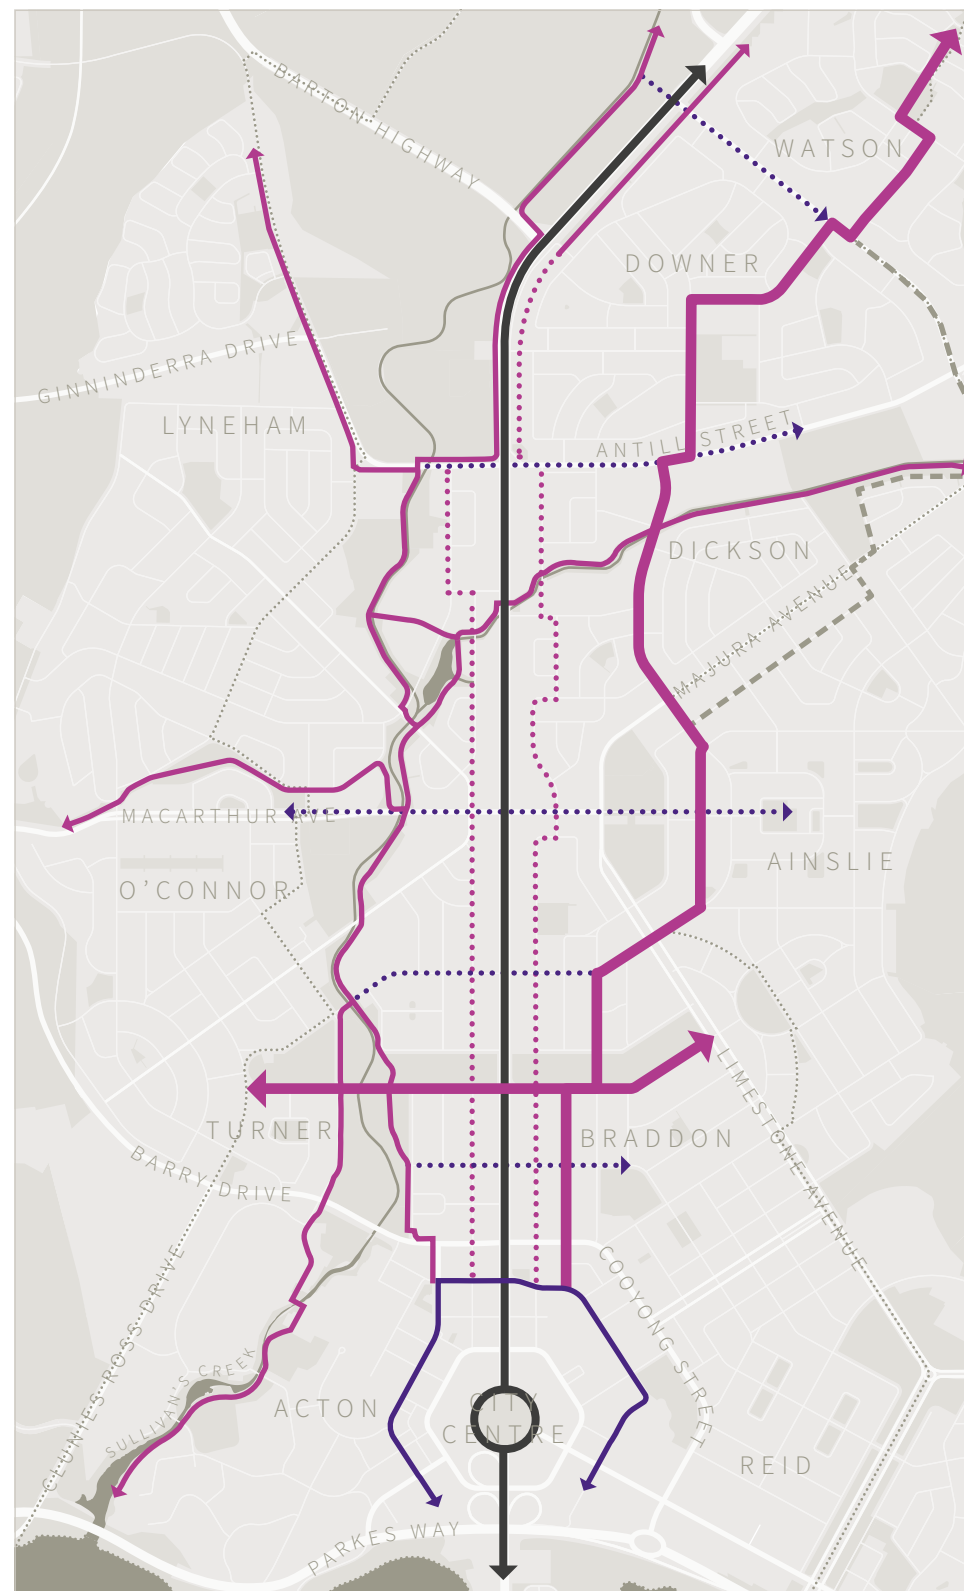 BARTON HIGHWAY
WATSON
DOWNER
GINNINDERRA DRIVE
LYNEHAM
ANTILL STREET
DICKSON
MAJURA AVENUE
MACARTHUR AVE
AINSLIE
O'CONNOR
TURNER
BRADDON
LIMESTONE AVENUE
BARRY DRIVE
CLUNIES ROSS DRIVE
COOYONG STREET
SULLIVAN'S CREEK
ACTON
CITY
CENTRE
REID
PARKES WAY